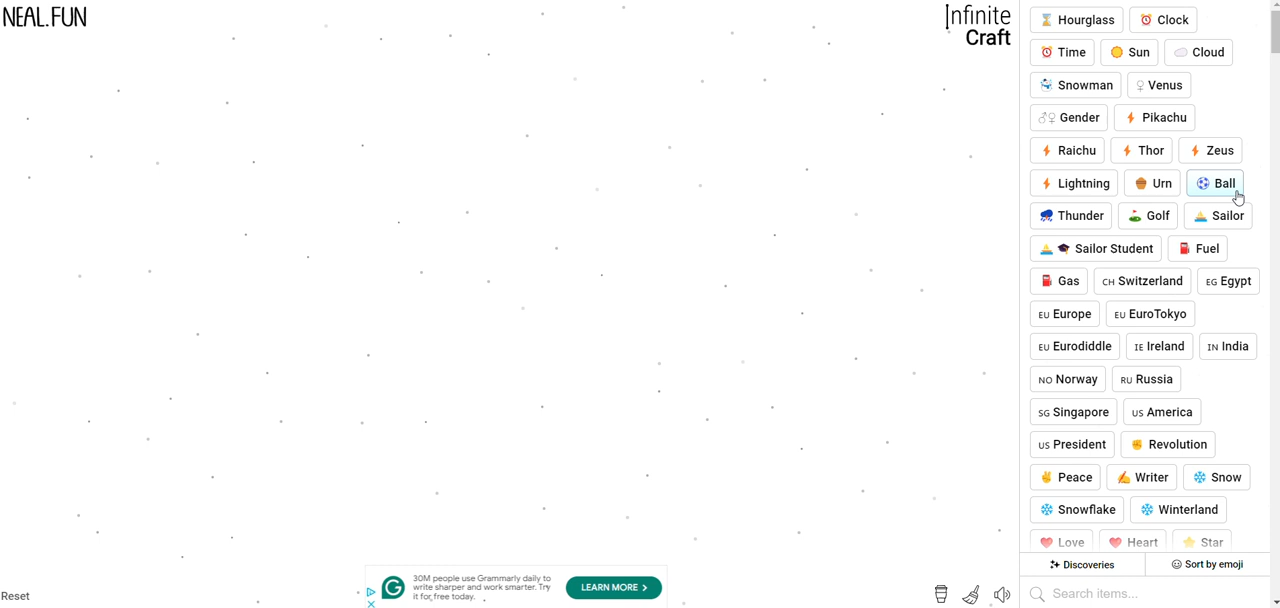 NEAL.FUN
Infinite
Craft
Hourglass Clock
Time Sun Cloud
Snowman Venus
Gender Pikachu
Raichu Thor Zeus
Lightning Urn Ball
Thunder Golf Sailor
Sailor Student Fuel
Gas CH Switzerland EG Egypt
EU Europe EU EuroTokyo
EU Eurodiddle IE Ireland IN India
NO Norway RU Russia
SG Singapore US America
US President Revolution
Peace Writer Snow
Snowflake Winterland
Love Heart Star
Discoveries Sort by emoji
Search items...
30M people use Grammarly daily to
write sharper and work smarter. Try
it for free today.
LEARN MORE >
Reset